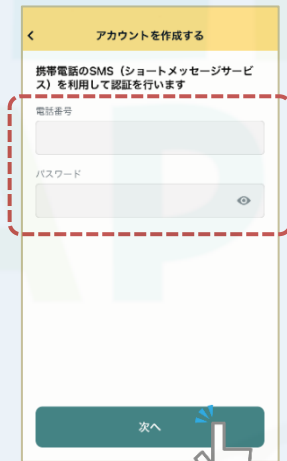 アカウントを作成する
携帯電話のSMS（ショートメッセージサービ
ス）を利用して認証を行います
電話番号
パスワード
次へ